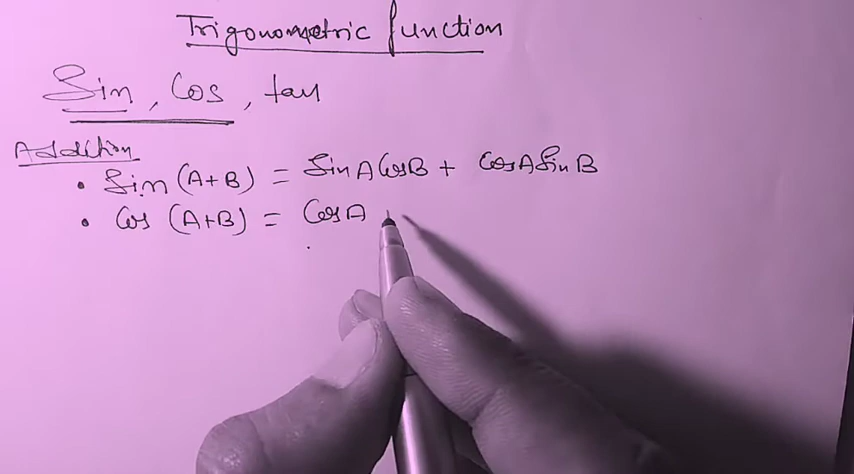 Trigonometric function
Sin, Cos, tan
Addition
• Sin (A+B) = Sin A Cos B + Cos A Sin B
• Cos (A+B) = Cos A